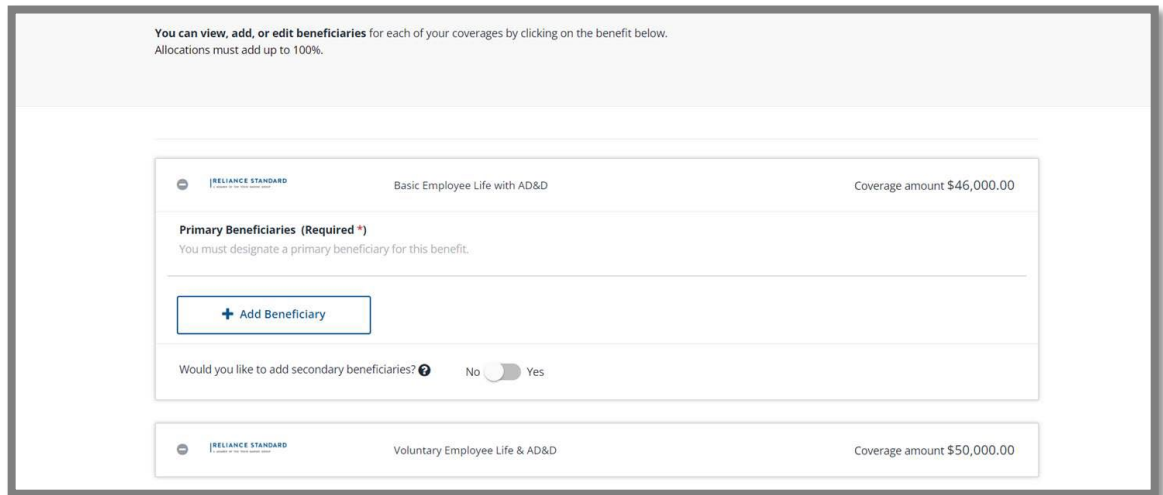 You can view, add, or edit beneficiaries for each of your coverages by clicking on the benefit below.
Allocations must add up to 100%.
RELIANCE STANDARD
Basic Employee Life with AD&D
Coverage amount $46,000.00
Primary Beneficiaries (Required *)
You must designate a primary beneficiary for this benefit.
+ Add Beneficiary
Would you like to add secondary beneficiaries? ?
No Yes
RELIANCE STANDARD
Voluntary Employee Life & AD&D
Coverage amount $50,000.00